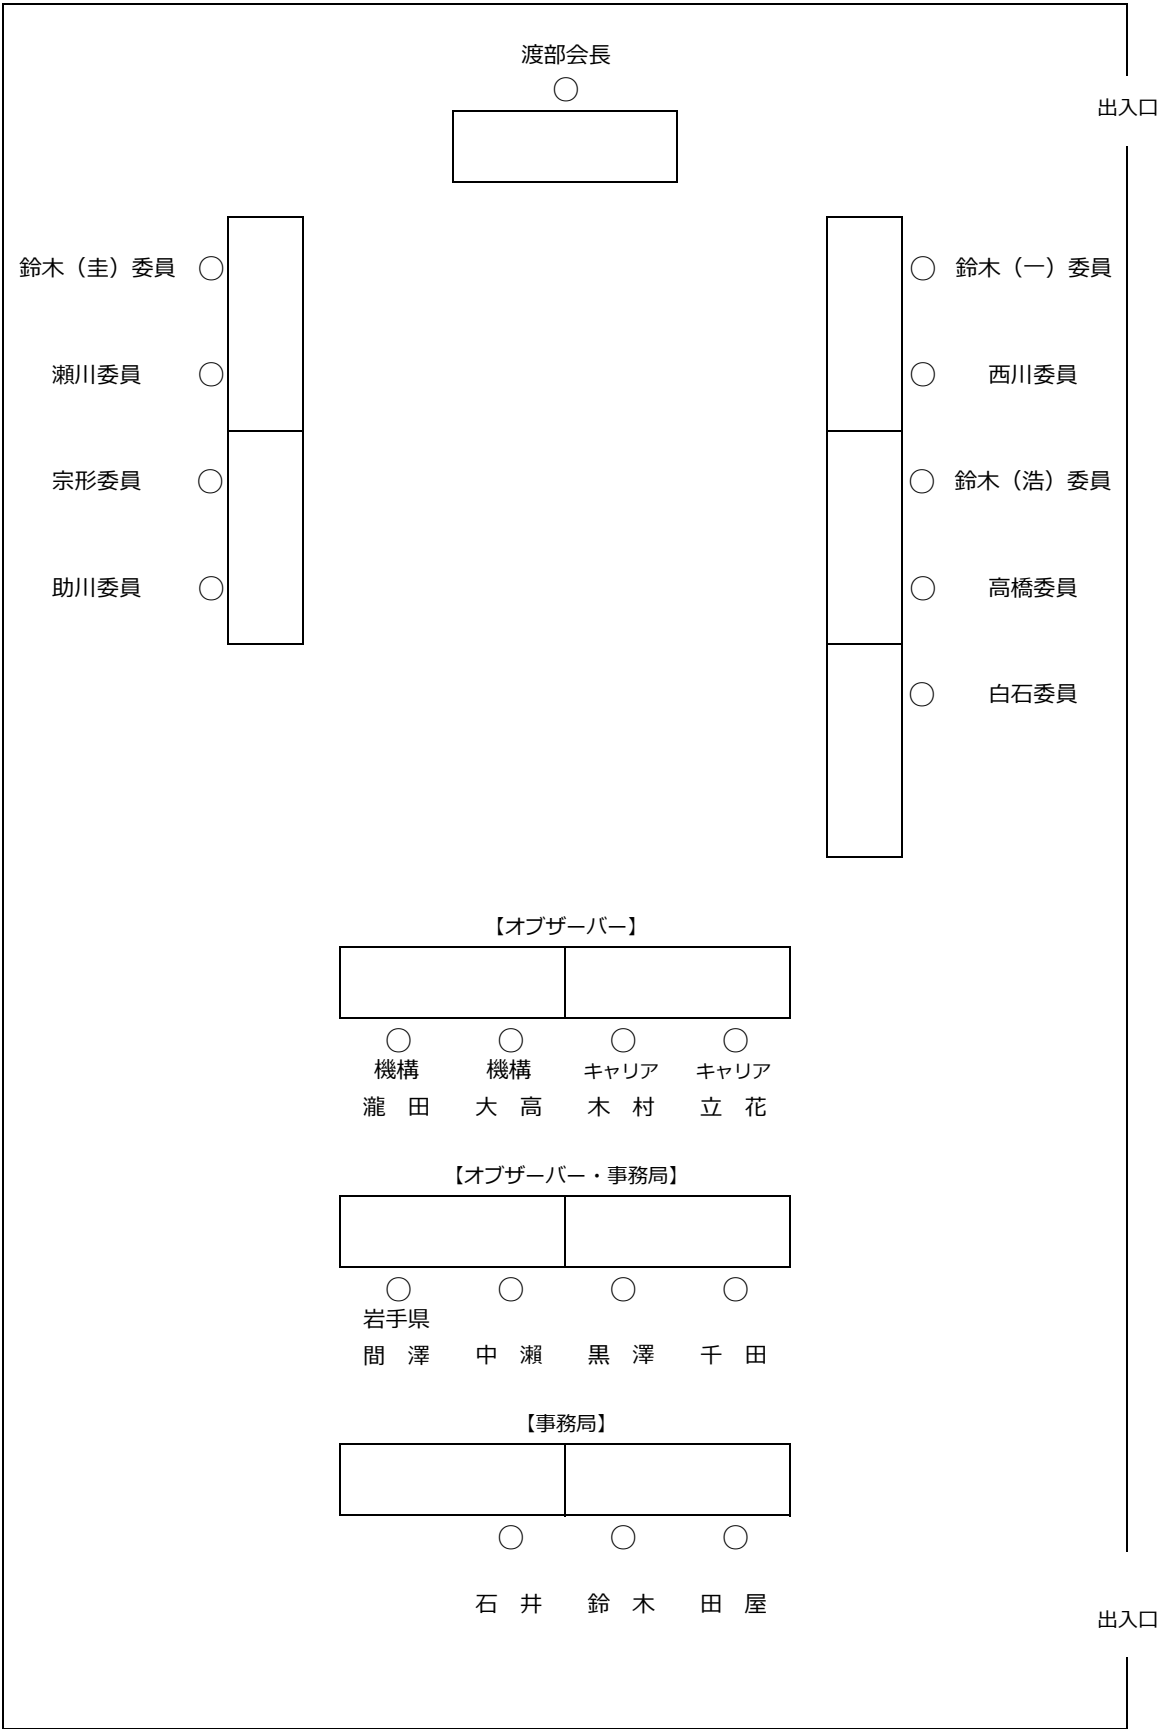 渡部会長
出入口
鈴木（圭）委員 鈴木（一）委員
瀬川委員 西川委員
宗形委員 鈴木（浩）委員
助川委員 高橋委員
白石委員
【オブザーバー】
機構 機構 キャリア キャリア
瀧　田 大　高 木　村 立　花
【オブザーバー・事務局】
岩手県
間　澤 中　瀬 黒　澤 千　田
【事務局】
石　井 鈴　木 田　屋
出入口